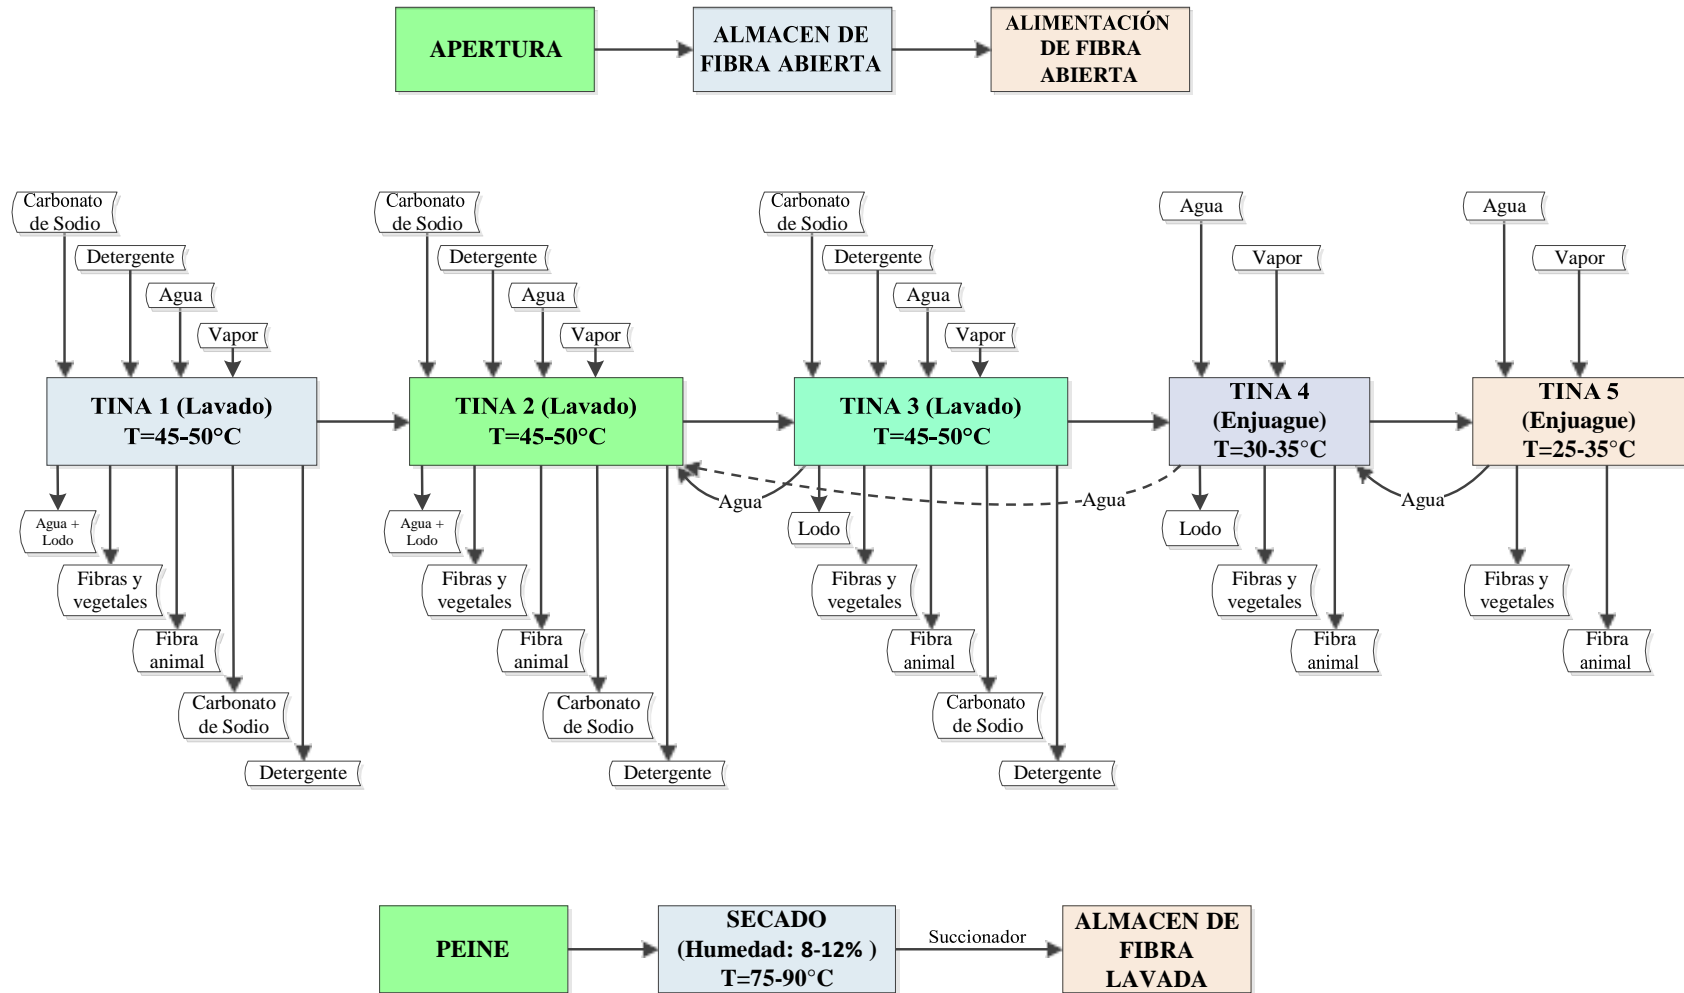 APERTURA
ALMACEN DE
FIBRA ABIERTA
ALIMENTACIÓN
DE FIBRA
ABIERTA
Carbonato
de Sodio
Detergente
Agua
Vapor
Carbonato
de Sodio
Detergente
Agua
Vapor
Carbonato
de Sodio
Detergente
Agua
Vapor
Agua
Vapor
Agua
Vapor
TINA 1 (Lavado)
T=45-50°C
TINA 2 (Lavado)
T=45-50°C
TINA 3 (Lavado)
T=45-50°C
TINA 4
(Enjuague)
T=30-35°C
TINA 5
(Enjuague)
T=25-35°C
Agua
Agua
Agua
Agua +
Lodo
Fibras y
vegetales
Fibra
animal
Carbonato
de Sodio
Detergente
Agua +
Lodo
Fibras y
vegetales
Fibra
animal
Carbonato
de Sodio
Detergente
Lodo
Fibras y
vegetales
Fibra
animal
Carbonato
de Sodio
Detergente
Lodo
Fibras y
vegetales
Fibra
animal
Fibras y
vegetales
Fibra
animal
PEINE
SECADO
(Humedad: 8-12% )
T=75-90°C
Succionador
ALMACEN DE
FIBRA
LAVADA